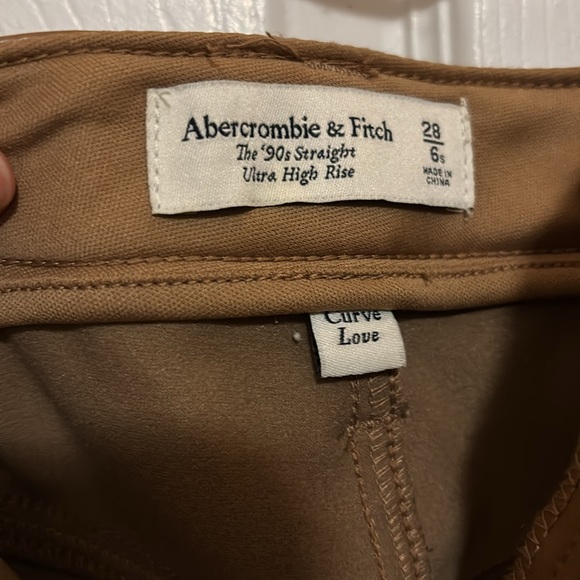 Abercrombie & Fitch
The '90s Straight
Ultra High Rise
28
6s
MADE IN
CHINA
Curve
Love